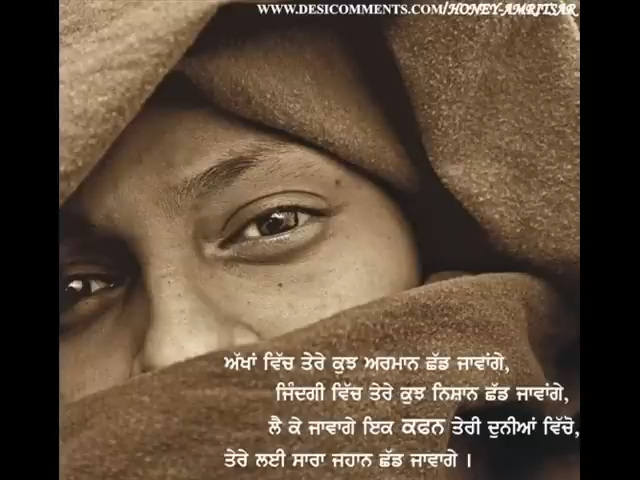 WWW.DESICOMMENTS.COM/HONEY-AMRITSAR
ਅੱਖਾਂ ਵਿੱਚ ਤੇਰੇ ਕੁਝ ਅਰਮਾਨ ਛੱਡ ਜਾਵਾਂਗੇ,
ਜਿੰਦਗੀ ਵਿੱਚ ਤੇਰੇ ਕੁਝ ਨਿਸ਼ਾਨ ਛੱਡ ਜਾਵਾਂਗੇ,
ਲੈ ਕੇ ਜਾਵਾਗੇ ਇਕ ਕਫਨ ਤੇਰੀ ਦੁਨੀਆਂ ਵਿੱਚੋ,
ਤੇਰੇ ਲਈ ਸਾਰਾ ਜਹਾਨ ਛੱਡ ਜਾਵਾਗੇ ।